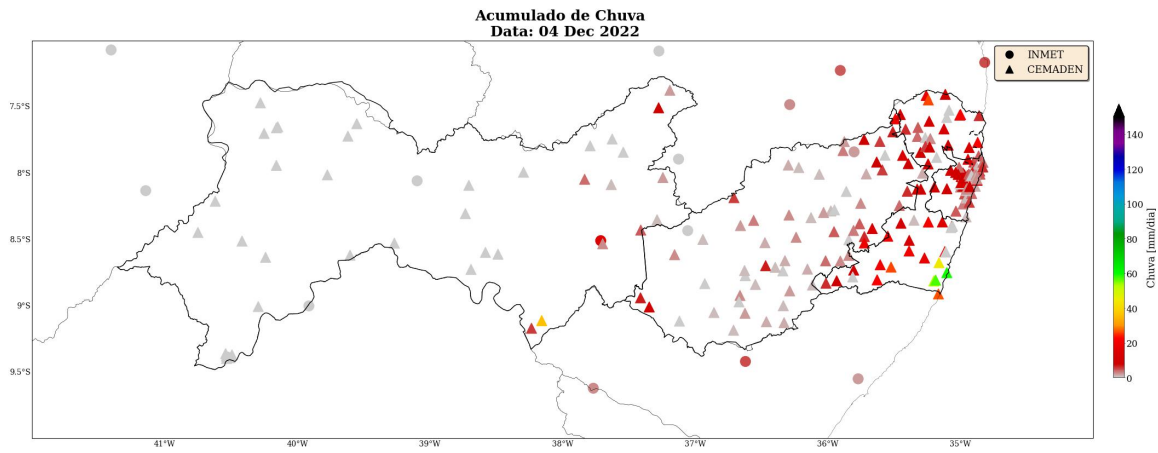 Acumulado de Chuva
Data: 04 Dec 2022
INMET
CEMADEN
7.5°S
8°S
8.5°S
9°S
9.5°S
41°W
40°W
39°W
38°W
37°W
36°W
35°W
140
120
100
80
60
40
20
0
Chuva [mm/dia]